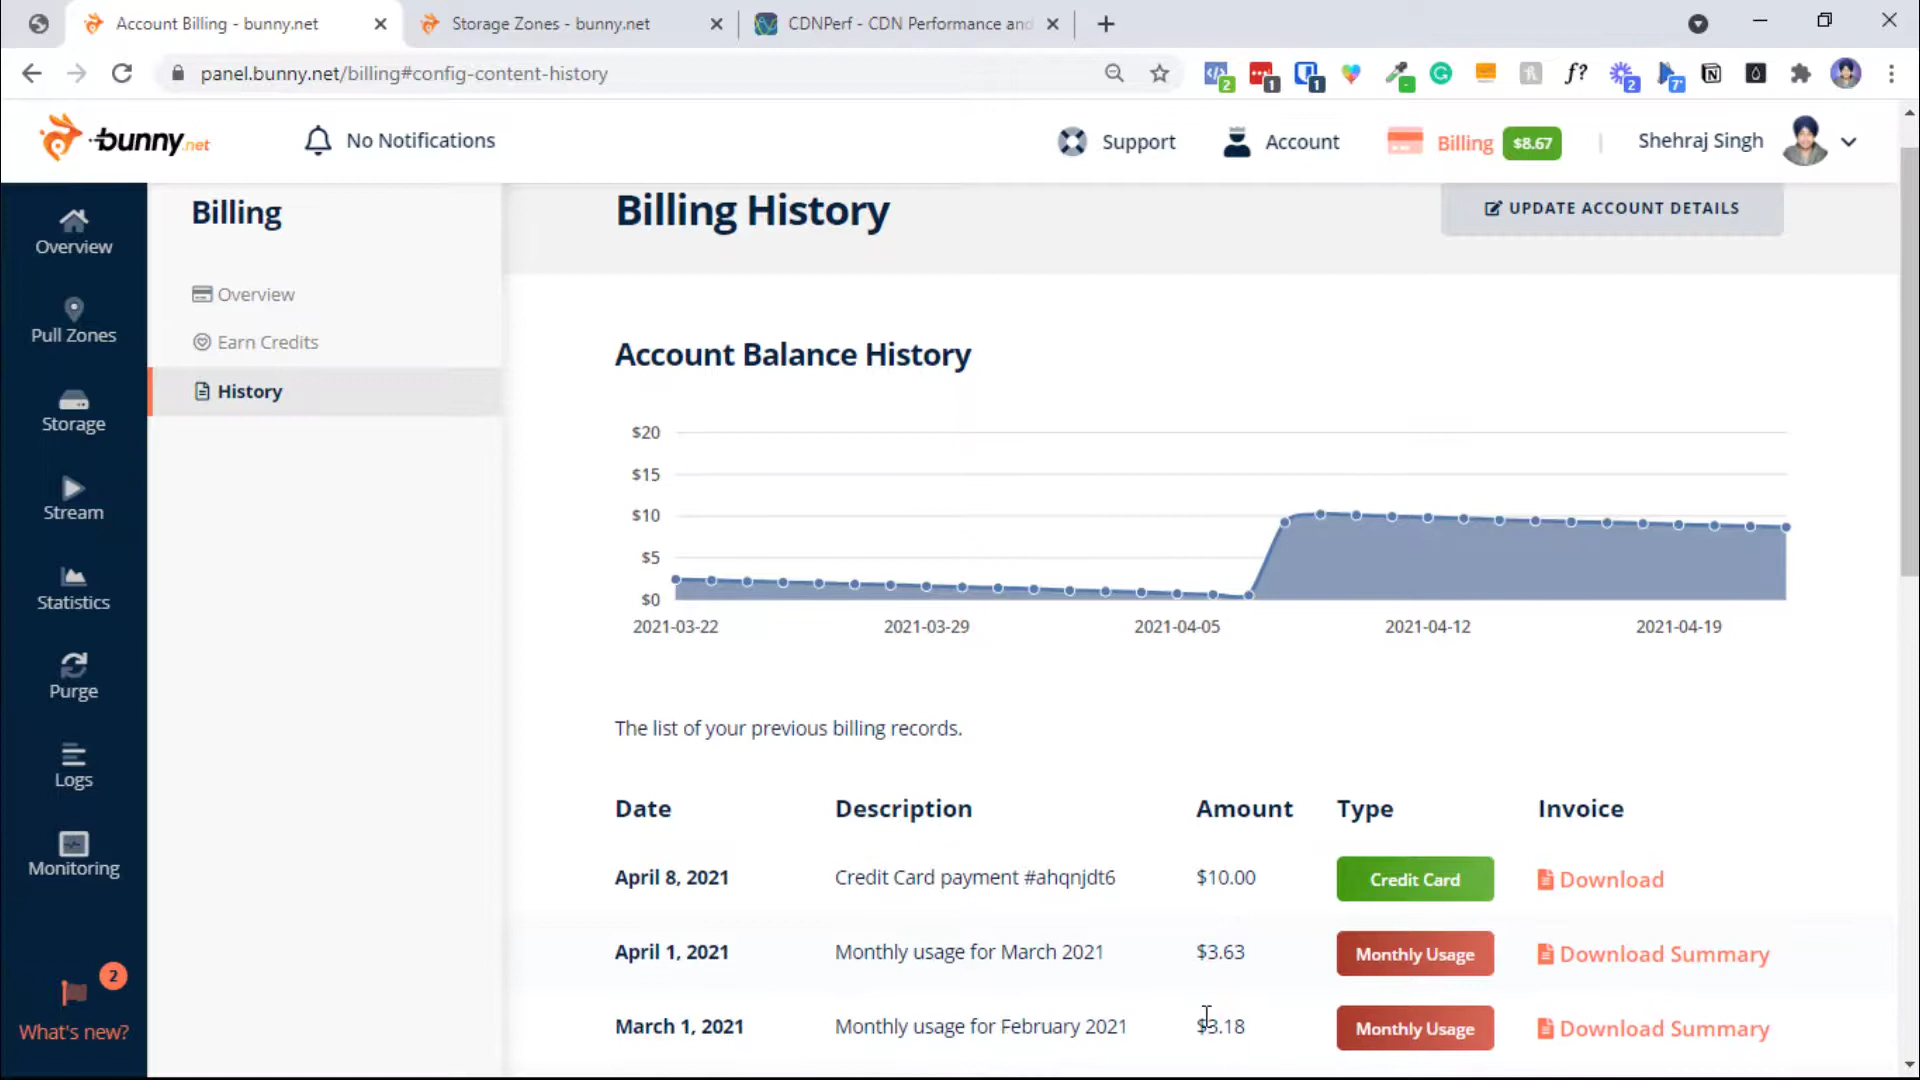 Account Billing - bunny.net
Storage Zones - bunny.net
CDNPerf - CDN Performance and
panel.bunny.net/billing#config-content-history
2
1
1
f?
2
7
bunny.net
No Notifications
Support
Account
Billing
$8.67
Shehraj Singh
Overview
Pull Zones
Storage
Stream
Statistics
Purge
Logs
Monitoring
2
What's new?
Billing
Overview
Earn Credits
History
Billing History
UPDATE ACCOUNT DETAILS
Account Balance History
$20
$15
$10
$5
$0
2021-03-22
2021-03-29
2021-04-05
2021-04-12
2021-04-19
The list of your previous billing records.
Date Description Amount Type Invoice
April 8, 2021 Credit Card payment #ahqnjdt6 $10.00 Credit Card Download
April 1, 2021 Monthly usage for March 2021 $3.63 Monthly Usage Download Summary
March 1, 2021 Monthly usage for February 2021 $3.18 Monthly Usage Download Summary